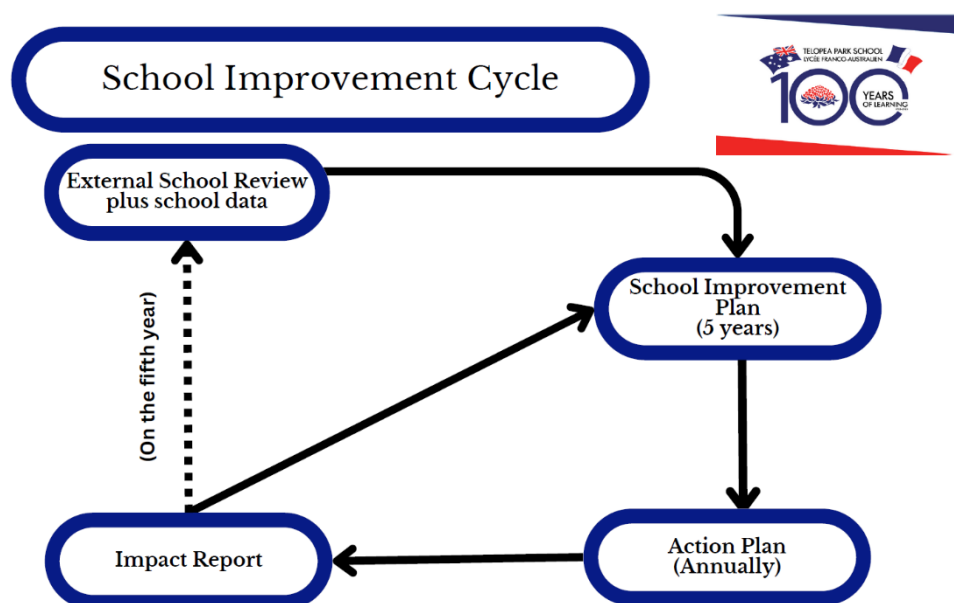 School Improvement Cycle
TELOPEA PARK SCHOOL
LYCÉE FRANCO-AUSTRALIEN
100
YEARS
OF LEARNING
External School Review
plus school data
School Improvement
Plan
(5 years)
(On the fifth year)
Impact Report
Action Plan
(Annually)